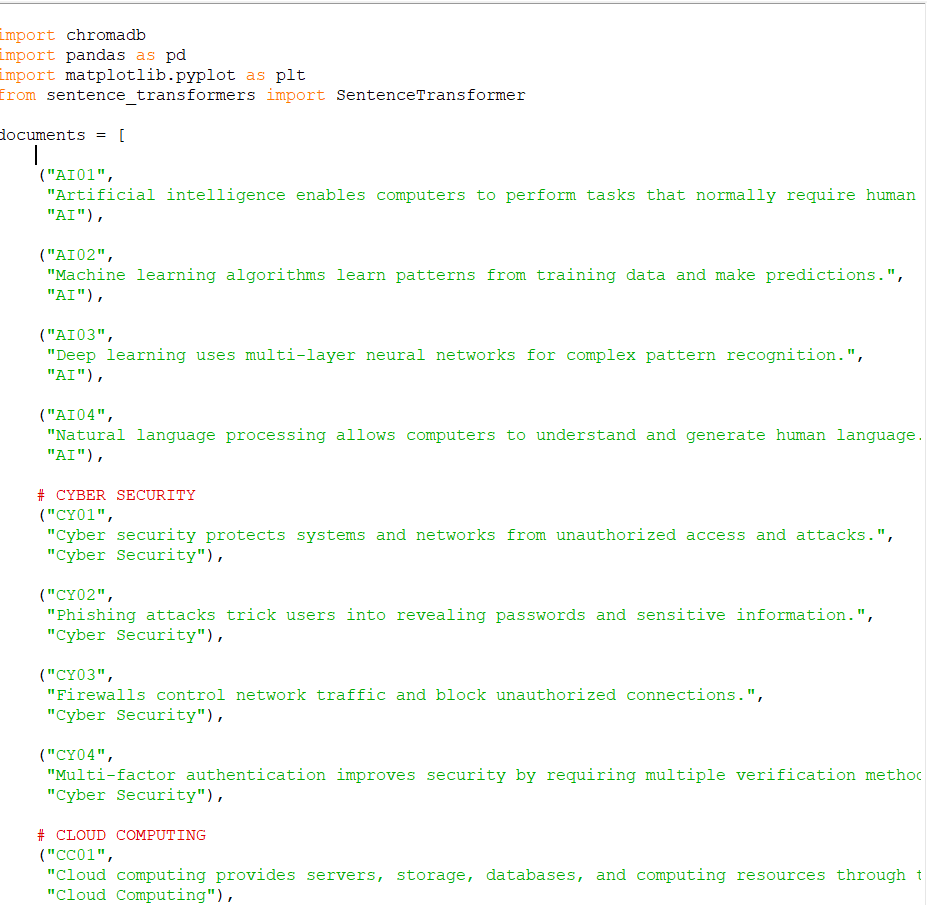 import chromadb
import pandas as pd
import matplotlib.pyplot as plt
from sentence_transformers import SentenceTransformer
documents = [
("AI01",
"Artificial intelligence enables computers to perform tasks that normally require human
"AI"),
("AI02",
"Machine learning algorithms learn patterns from training data and make predictions.",
"AI"),
("AI03",
"Deep learning uses multi-layer neural networks for complex pattern recognition.",
"AI"),
("AI04",
"Natural language processing allows computers to understand and generate human language.
"AI"),
# CYBER SECURITY
("CY01",
"Cyber security protects systems and networks from unauthorized access and attacks.",
"Cyber Security"),
("CY02",
"Phishing attacks trick users into revealing passwords and sensitive information.",
"Cyber Security"),
("CY03",
"Firewalls control network traffic and block unauthorized connections.",
"Cyber Security"),
("CY04",
"Multi-factor authentication improves security by requiring multiple verification
"Cyber Security"),
# CLOUD COMPUTING
("CC01",
"Cloud computing provides servers, storage, databases, and computing resources through
"Cloud Computing"),